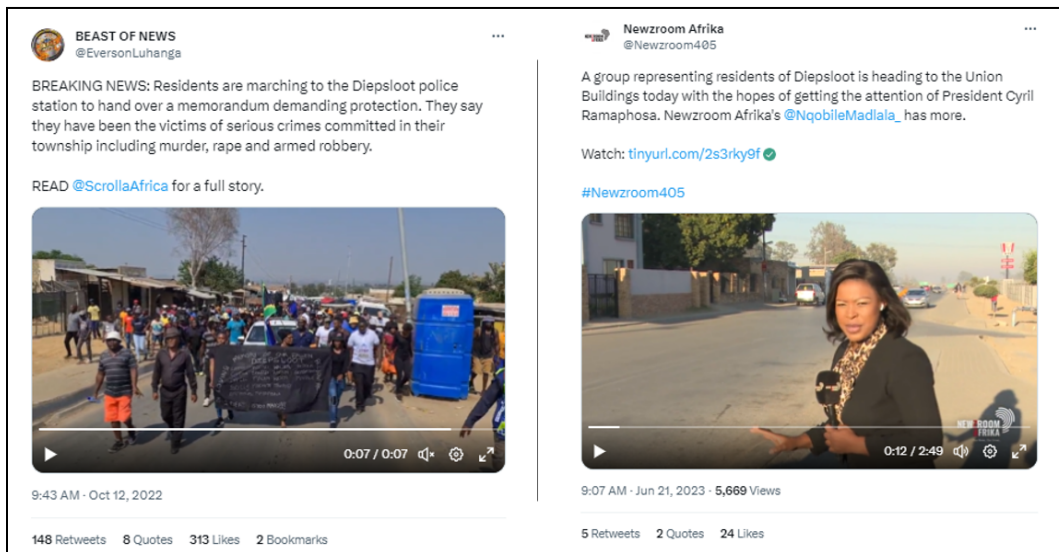 BEAST OF NEWS
@EversonLuhanga
BREAKING NEWS: Residents are marching to the Diepsloot police
station to hand over a memorandum demanding protection. They say
they have been the victims of serious crimes committed in their
township including murder, rape and armed robbery.
READ @ScrollaAfrica for a full story.
DIEPSLOOT
0:07 / 0:07
9:43 AM · Oct 12, 2022
148 Retweets 8 Quotes 313 Likes 2 Bookmarks
Newzroom Afrika
@Newzroom405
A group representing residents of Diepsloot is heading to the Union
Buildings today with the hopes of getting the attention of President Cyril
Ramaphosa. Newzroom Afrika's @NqobileMadlala_ has more.
Watch: tinyurl.com/2s3rky9f
#Newzroom405
NEWZROOM
AFRIKA
0:12 / 2:49
9:07 AM · Jun 21, 2023 · 5,669 Views
5 Retweets 2 Quotes 24 Likes